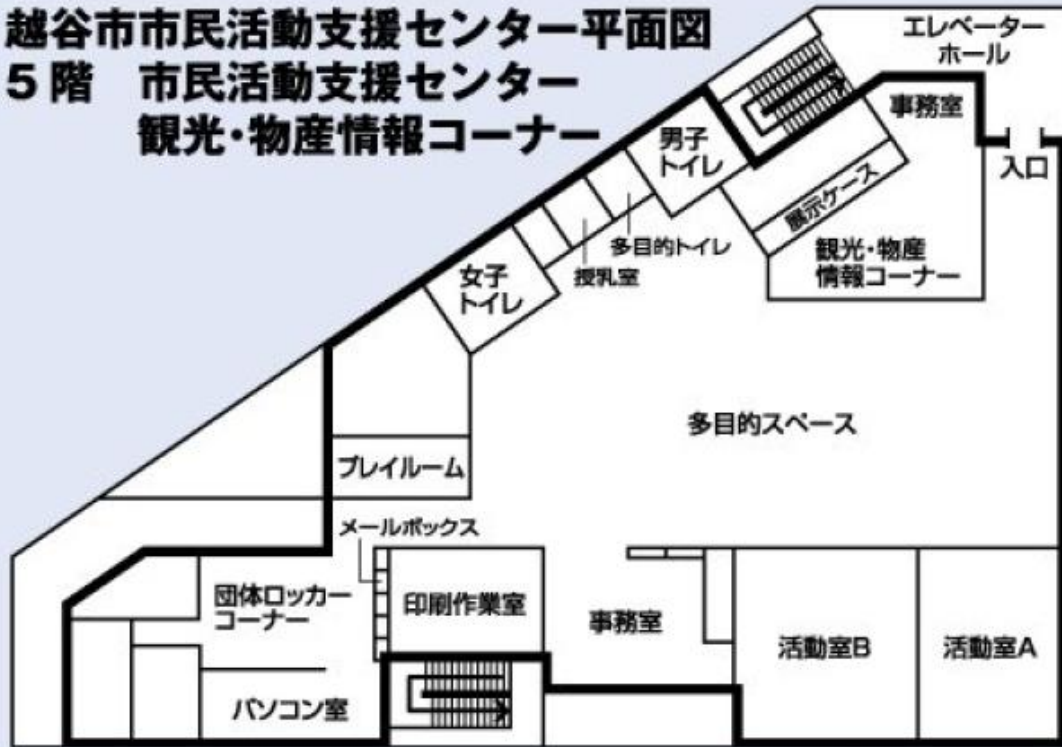 越谷市市民活動支援センター平面図
5階 市民活動支援センター
観光・物産情報コーナー
エレベーター
ホール
事務室
入口
男子
トイレ
展示ケース
多目的トイレ
観光・物産
情報コーナー
授乳室
女子
トイレ
多目的スペース
プレイルーム
メールボックス
団体ロッカー
コーナー
印刷作業室
事務室
活動室B
活動室A
パソコン室